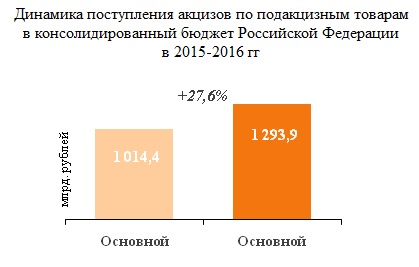 Динамика поступления акцизов по подакцизным товарам
в консолидированный бюджет Российской Федерации
в 2015-2016 гг
+27,6%
1 014,4
1 293,9
млрд. рублей
Основной
Основной